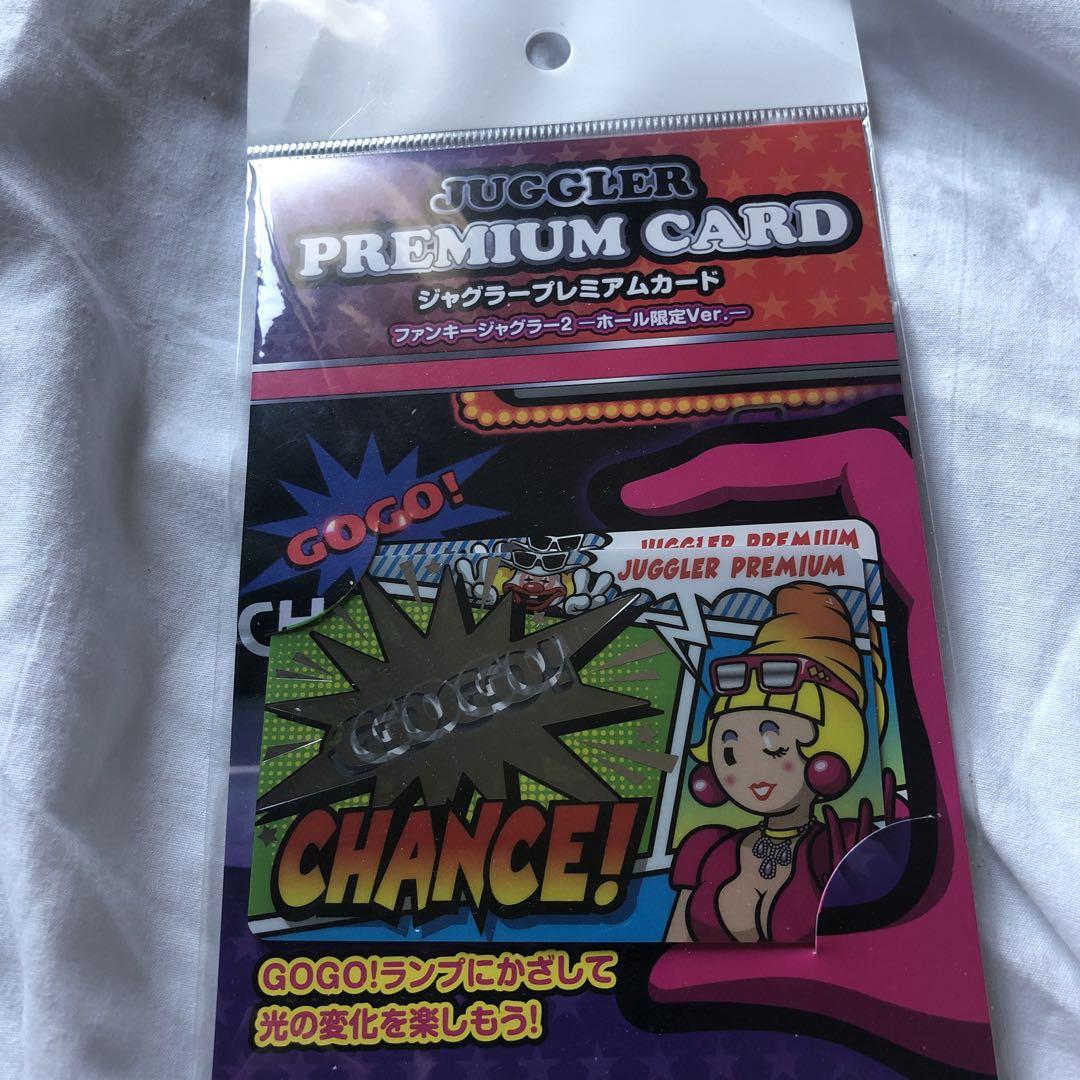 JUGGLER
PREMIUM CARD
ジャグラープレミアムカード
ファンキージャグラー2 ーホール限定Ver.ー
GOGO!
JUGGLER PREMIUM
JUGGLER PREMIUM
CH
GOGO!
CHANCE!
GOGO!ランプにかざして
光の変化を楽しもう!